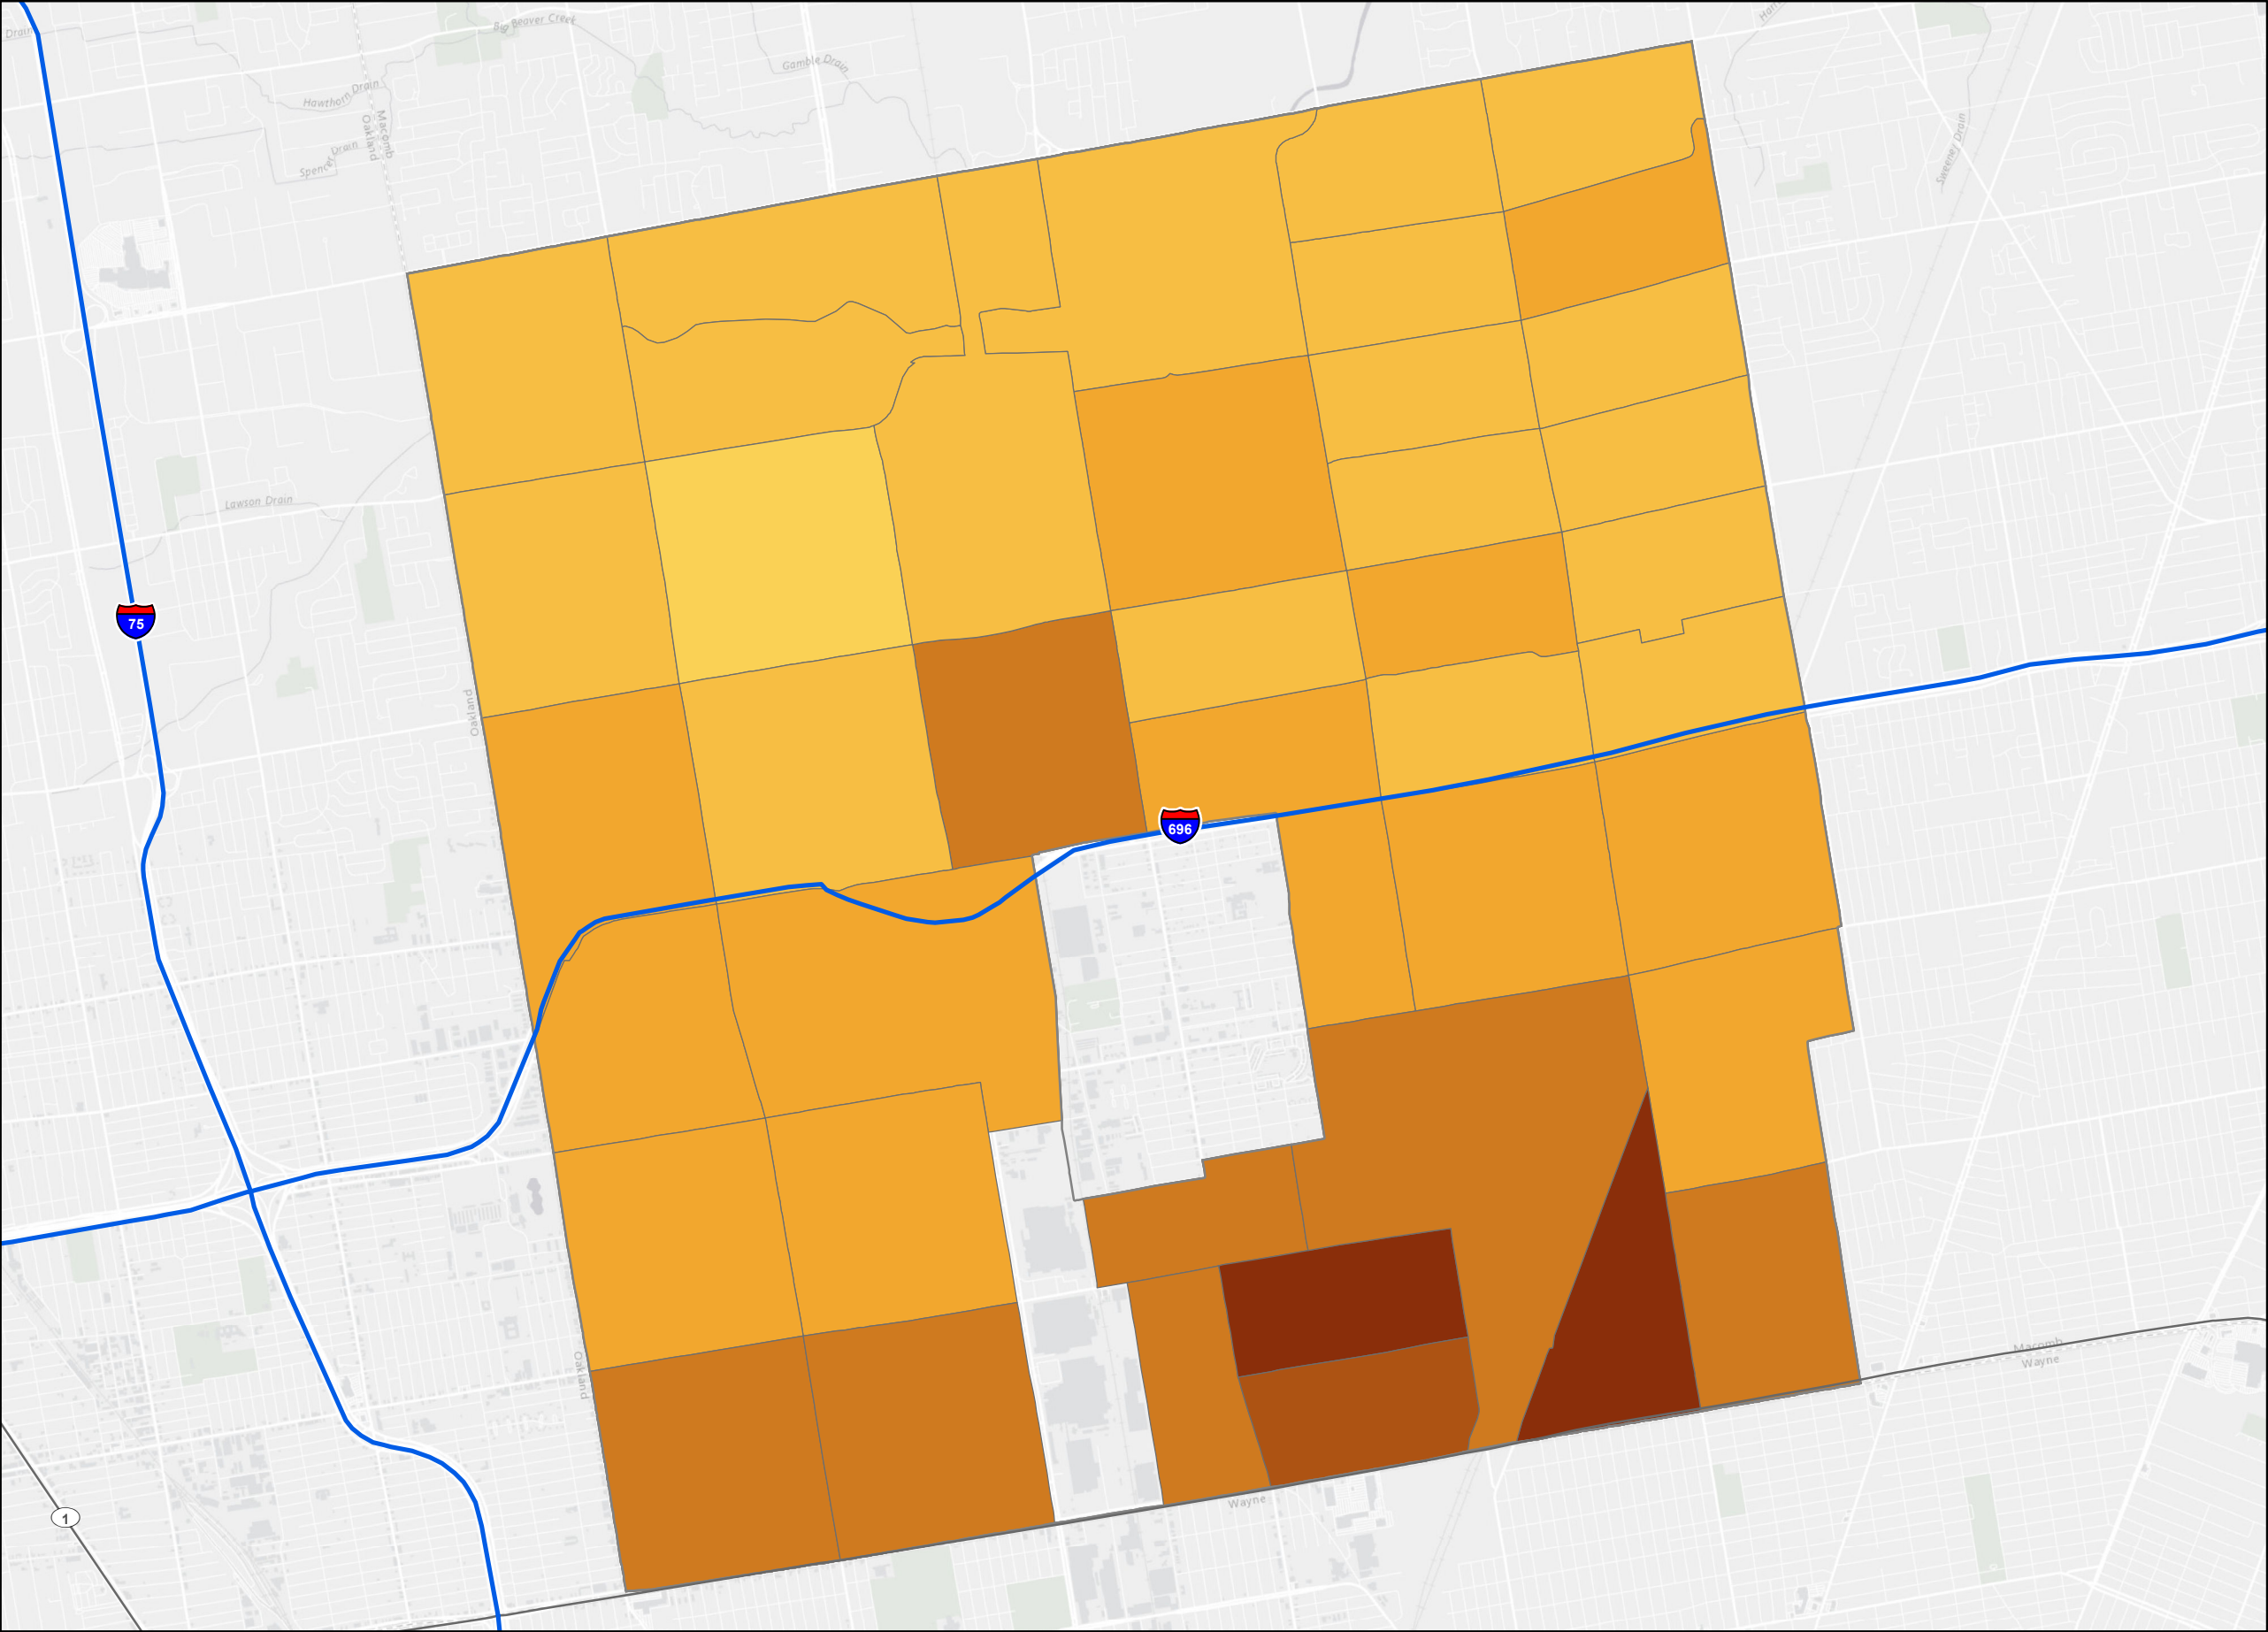 Drain
Big Beaver Creek
Gamble Drain
Hawthorn Drain
Macomb
Oakland
Spencer Drain
Sweeney Drain
Lawson Drain
75
Oakland
696
Macomb
Wayne
Oakland
Wayne
1